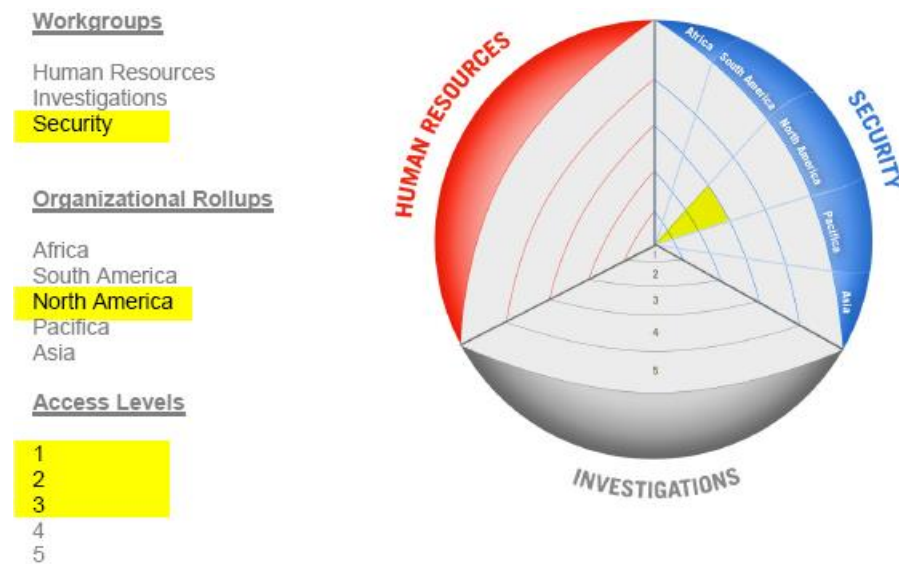 Workgroups
Human Resources
Investigations
Security
Organizational Rollups
Africa
South America
North America
Pacifica
Asia
Access Levels
1
2
3
4
5
HUMAN RESOURCES
SECURITY
INVESTIGATIONS
Africa
South America
North America
Pacifica
Asia
1
2
3
4
5